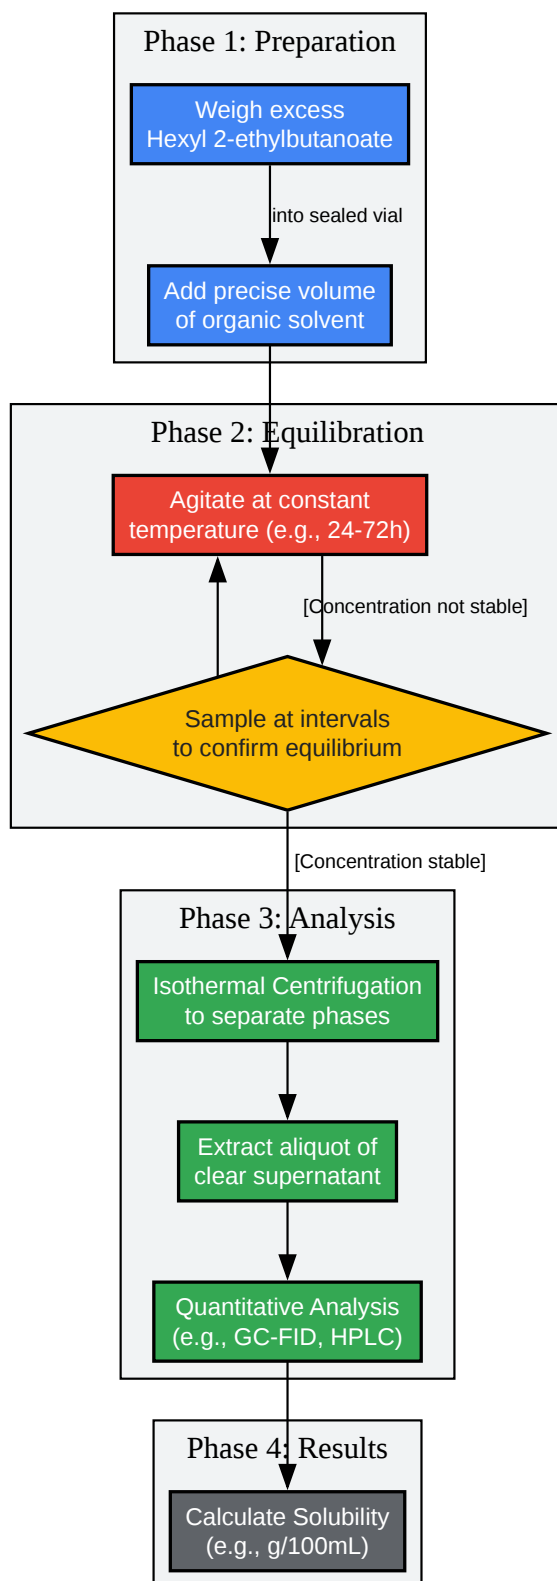 Phase 1: Preparation
Weigh excess
Hexyl 2-ethylbutanoate
into sealed vial
Add precise volume
of organic solvent
Phase 2: Equilibration
Agitate at constant
temperature (e.g., 24-72h)
[Concentration not stable]
Sample at intervals
to confirm equilibrium
[Concentration stable]
Phase 3: Analysis
Isothermal Centrifugation
to separate phases
Extract aliquot of
clear supernatant
Quantitative Analysis
(e.g., GC-FID, HPLC)
Phase 4: Results
Calculate Solubility
(e.g., g/100mL)